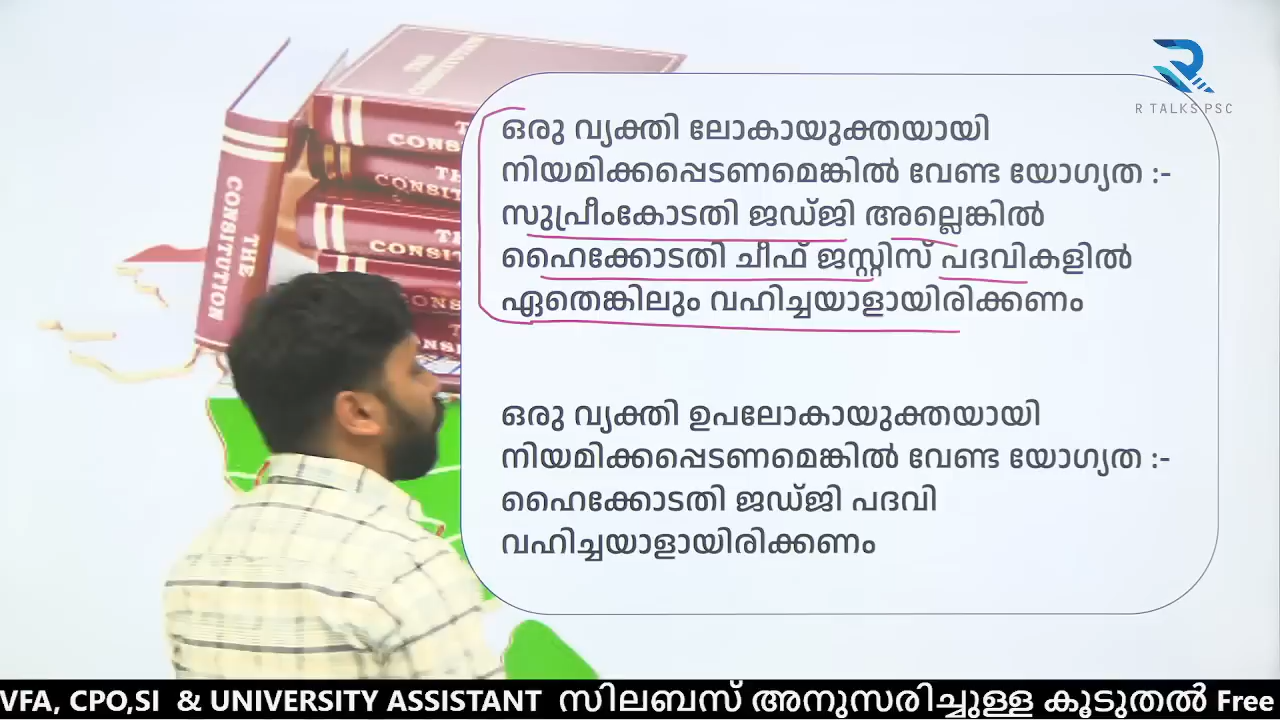 R TALKS PSC
ഒരു വ്യക്തി ലോകായുക്തയായി
നിയമിക്കപ്പെടണമെങ്കിൽ വേണ്ട യോഗ്യത :-
സുപ്രീംകോടതി ജഡ്ജി അല്ലെങ്കിൽ
ഹൈക്കോടതി ചീഫ് ജസ്റ്റിസ് പദവികളിൽ
ഏതെങ്കിലും വഹിച്ചയാളായിരിക്കണം
ഒരു വ്യക്തി ഉപലോകായുക്തയായി
നിയമിക്കപ്പെടണമെങ്കിൽ വേണ്ട യോഗ്യത :-
ഹൈക്കോടതി ജഡ്ജി പദവി
വഹിച്ചയാളായിരിക്കണം
THE
CONSITUTION
VFA, CPO,SI & UNIVERSITY ASSISTANT സിലബസ് അനുസരിച്ചുള്ള കൂടുതൽ Free